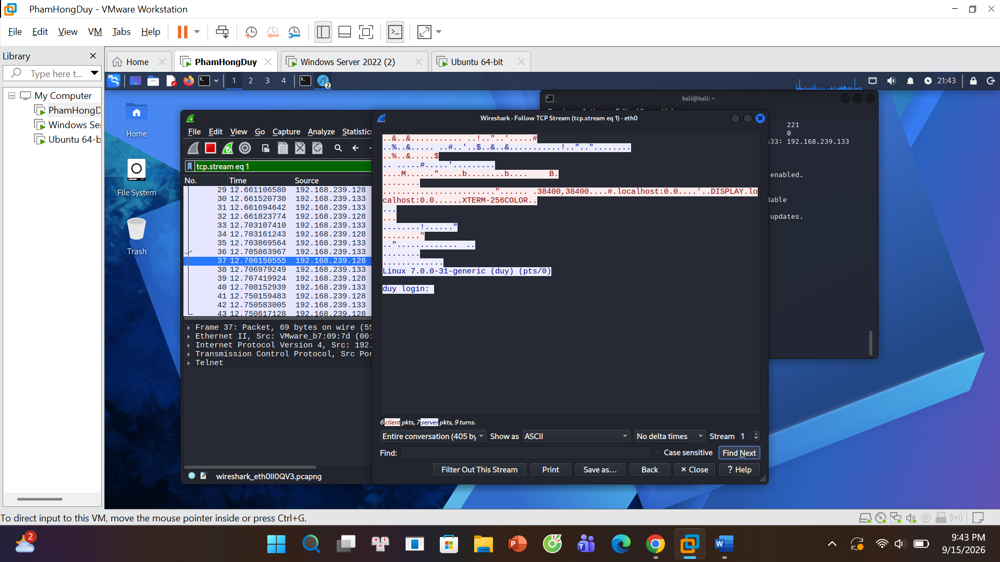 PhamHongDuy - VMware Workstation
File Edit View VM Tabs Help
Library
Type here t...
My Computer
PhamHongD
Windows Ser
Ubuntu 64-b
Home PhamHongDuy Windows Server 2022 (2) Ubuntu 64-bit
1 2 3 4 2 21:43
Home
File System
Trash
kali@kali: ~
221
0
s33: 192.168.239.133
enabled.
updates.
File Edit View Go Capture Analyze Statistics
tcp.stream eq 1
No. Time Source
29 12.661106580 192.168.239.128
30 12.661520730 192.168.239.133
31 12.661694642 192.168.239.133
32 12.661823774 192.168.239.128
33 12.703107410 192.168.239.133
34 12.703161243 192.168.239.128
35 12.703869564 192.168.239.133
36 12.705863967 192.168.239.133
37 12.706150555 192.168.239.128
38 12.706979249 192.168.239.133
39 12.707419924 192.168.239.128
40 12.708152939 192.168.239.133
41 12.750159483 192.168.239.128
42 12.750583005 192.168.239.133
43 12.750617128 192.168.239.128
Frame 37: Packet, 69 bytes on wire (55
Ethernet II, Src: VMware_b7:09:7d (00:
Internet Protocol Version 4, Src: 192.
Transmission Control Protocol, Src Por
Telnet
wireshark_eth0II0QV3.pcapng
Wireshark · Follow TCP Stream (tcp.stream eq 1) · eth0
..&..&..............!..".'.....#
..%..&..... ..#..'..$..&..&...........!..".."........
..%..&.....$
.. .....#.....'.........
....M......".....b........b.... B.
........
........................"...... .38400,38400....#.localhost:0.0....'..DISPLAY.lo
calhost:0.0......XTERM-256COLOR..
...
...
........!......"
........"
..".............  ..
........
.............
Linux 7.0.0-31-generic (duy) (pts/0)
duy login:
6 client pkts, 7 server pkts, 9 turns.
Entire conversation (405 by Show as ASCII No delta times Stream 1
Find: Case sensitive Find Next
Filter Out This Stream Print Save as... Back × Close ? Help
To direct input to this VM, move the mouse pointer inside or press Ctrl+G.
2
9:43 PM
9/15/2026